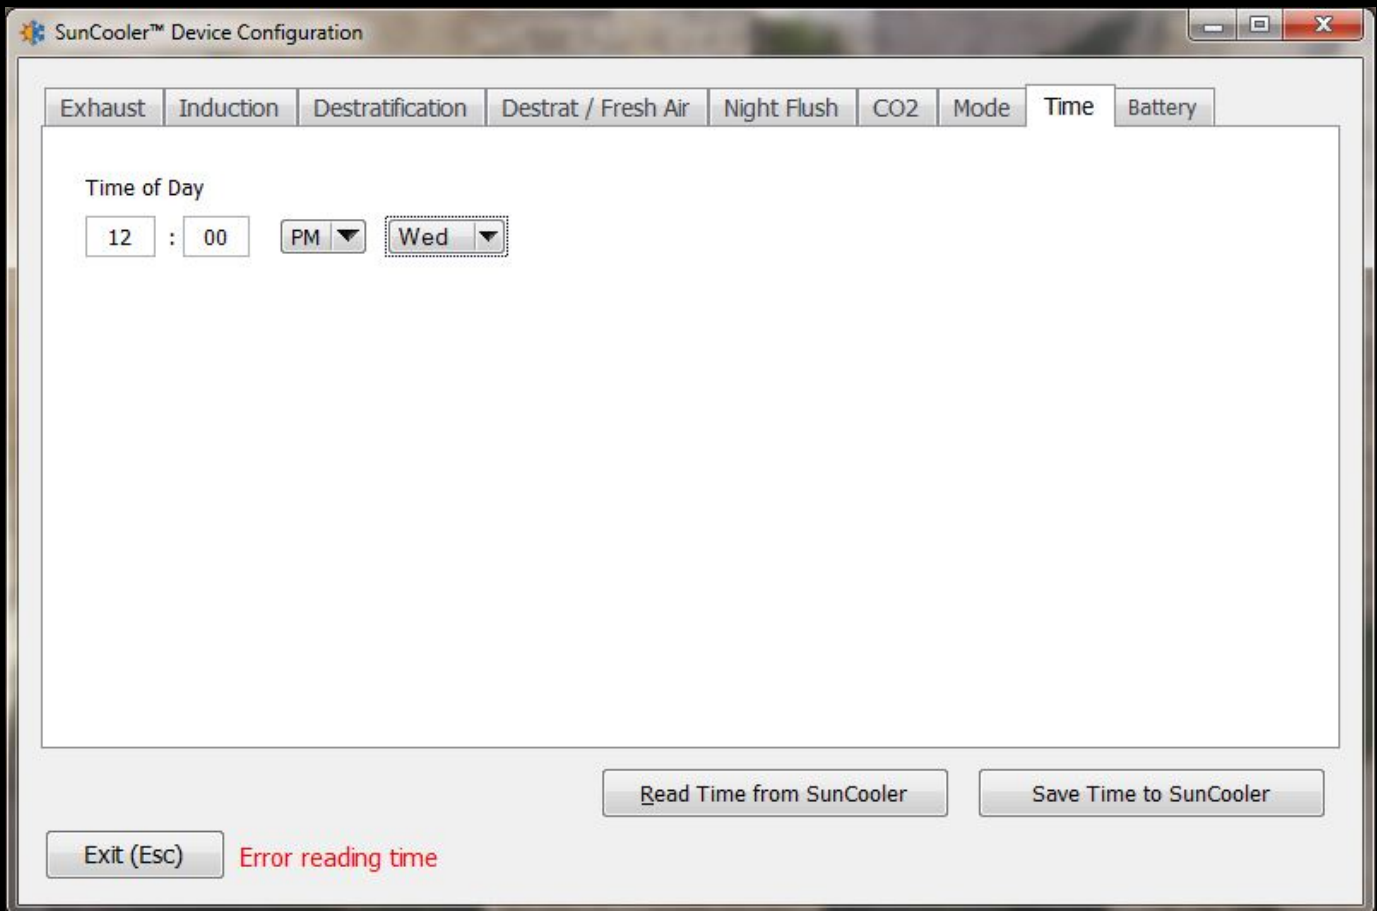 SunCooler™ Device Configuration
Exhaust Induction Destratification Destrat / Fresh Air Night Flush CO2 Mode Time Battery
Time of Day
12 : 00 PM Wed
Read Time from SunCooler Save Time to SunCooler
Exit (Esc) Error reading time